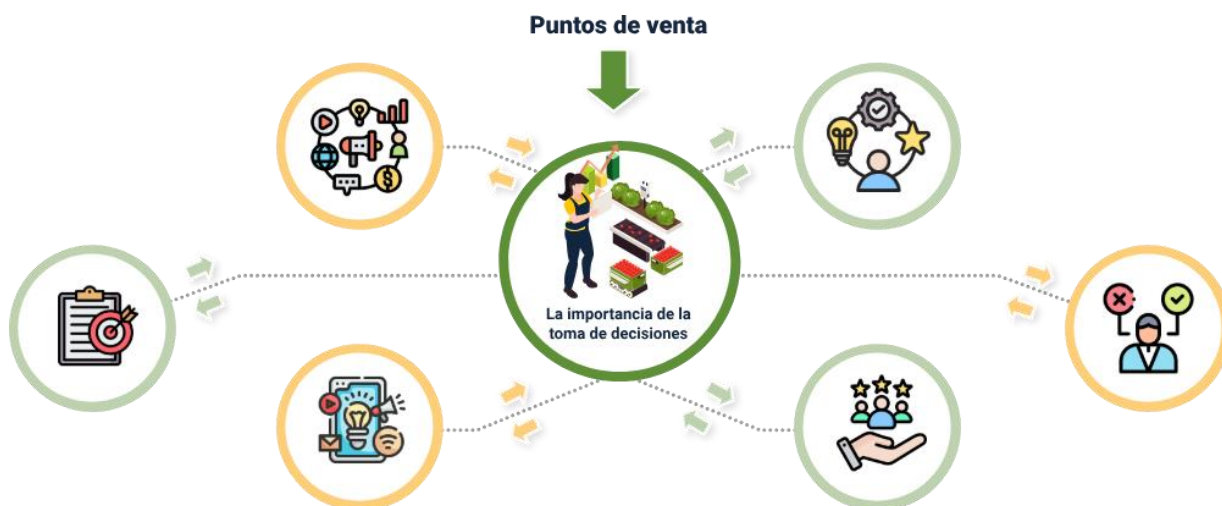 Puntos de venta
La importancia de la
toma de decisiones